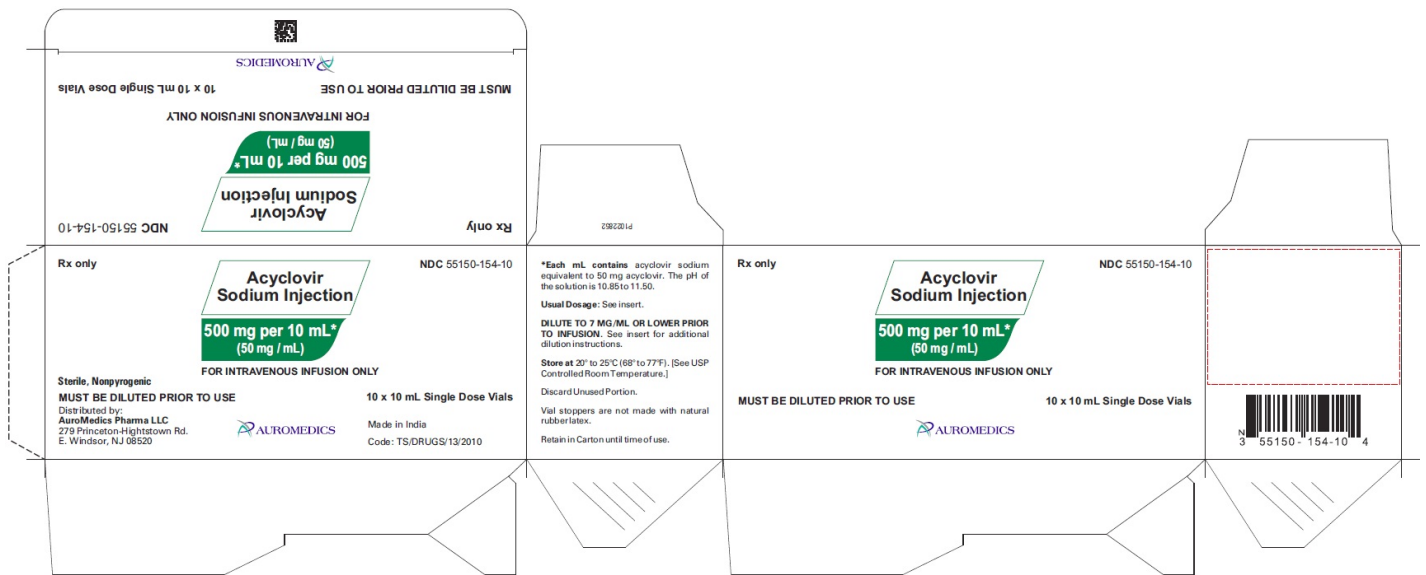 AUROMEDICS
10 x 10 mL Single Dose Vials
MUST BE DILUTED PRIOR TO USE
FOR INTRAVENOUS INFUSION ONLY
500 mg per 10 mL*
(50 mg / mL)
Acyclovir
Sodium Injection
NDC 55150-154-10
Rx only
P1022852
Rx only
NDC 55150-154-10
Acyclovir
Sodium Injection
500 mg per 10 mL*
(50 mg / mL)
FOR INTRAVENOUS INFUSION ONLY
Sterile, Nonpyrogenic
MUST BE DILUTED PRIOR TO USE
10 x 10 mL Single Dose Vials
Distributed by:
AuroMedics Pharma LLC
279 Princeton-Hightstown Rd.
E. Windsor, NJ 08520
AUROMEDICS
Made in India
Code: TS/DRUGS/13/2010
*Each mL contains acyclovir sodium
equivalent to 50 mg acyclovir. The pH of
the solution is 10.85 to 11.50.
Usual Dosage: See insert.
DILUTE TO 7 MG/ML OR LOWER PRIOR
TO INFUSION. See insert for additional
dilution instructions.
Store at 20° to 25°C (68° to 77°F). [See USP
Controlled Room Temperature.]
Discard Unused Portion.
Vial stoppers are not made with natural
rubber latex.
Retain in Carton until time of use.
Rx only
NDC 55150-154-10
Acyclovir
Sodium Injection
500 mg per 10 mL*
(50 mg / mL)
FOR INTRAVENOUS INFUSION ONLY
MUST BE DILUTED PRIOR TO USE
10 x 10 mL Single Dose Vials
AUROMEDICS
N
3 55150-154-10 4